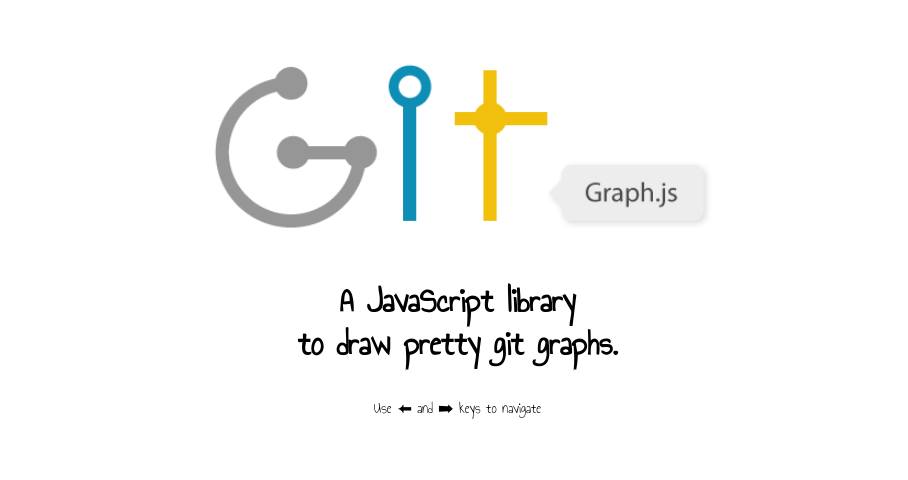 Git
Graph.js
A JavaScript library
to draw pretty git graphs.
Use ⬅ and ➡ keys to navigate